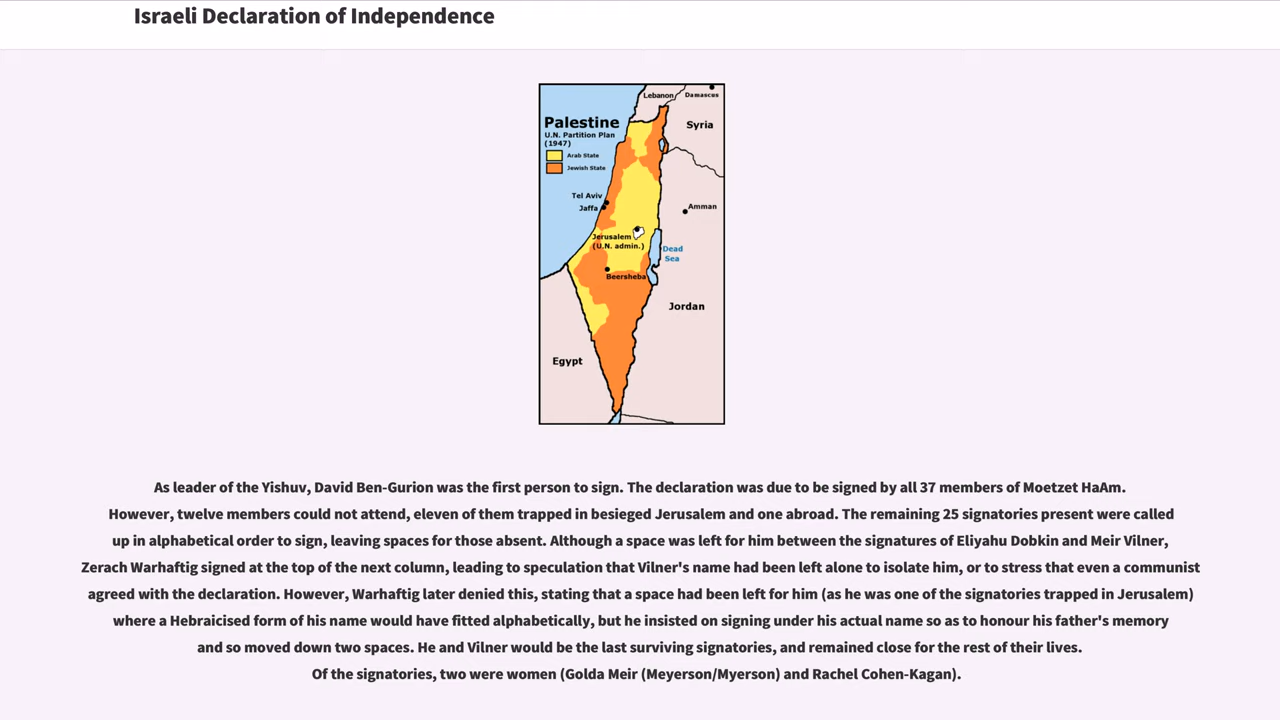 Israeli Declaration of Independence
Lebanon
Damascus
Palestine
U.N. Partition Plan
(1947)
Syria
Arab State
Jewish State
Tel Aviv
Jaffa
Amman
Jerusalem
(U.N. admin.)
Dead
Sea
Beersheba
Jordan
Egypt
As leader of the Yishuv, David Ben-Gurion was the first person to sign. The declaration was due to be signed by all 37 members of Moetzet HaAm.
However, twelve members could not attend, eleven of them trapped in besieged Jerusalem and one abroad. The remaining 25 signatories present were called
up in alphabetical order to sign, leaving spaces for those absent. Although a space was left for him between the signatures of Eliyahu Dobkin and Meir Vilner,
Zerach Warhaftig signed at the top of the next column, leading to speculation that Vilner's name had been left alone to isolate him, or to stress that even a communist
agreed with the declaration. However, Warhaftig later denied this, stating that a space had been left for him (as he was one of the signatories trapped in Jerusalem)
where a Hebraicised form of his name would have fitted alphabetically, but he insisted on signing under his actual name so as to honour his father's memory
and so moved down two spaces. He and Vilner would be the last surviving signatories, and remained close for the rest of their lives.
Of the signatories, two were women (Golda Meir (Meyerson/Myerson) and Rachel Cohen-Kagan).